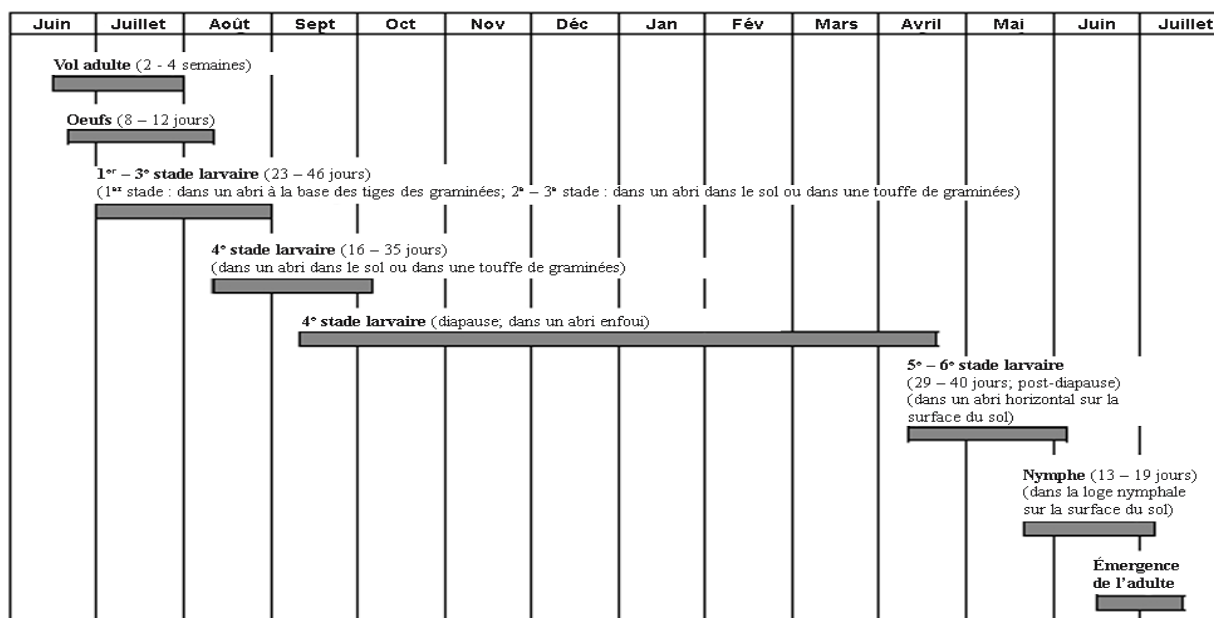 Juin Juillet Août Sept Oct Nov Déc Jan Fév Mars Avril Mai Juin Juillet
Vol adulte (2 - 4 semaines)
Oeufs (8 – 12 jours)
1er – 3e stade larvaire (23 – 46 jours)
(1er stade : dans un abri à la base des tiges des graminées; 2e – 3e stade : dans un abri dans le sol ou dans une touffe de graminées)
4e stade larvaire (16 – 35 jours)
(dans un abri dans le sol ou dans une touffe de graminées)
4e stade larvaire (diapause; dans un abri enfoui)
5e – 6e stade larvaire
(29 – 40 jours; post-diapause)
(dans un abri horizontal sur la
surface du sol)
Nymphe (13 – 19 jours)
(dans la loge nymphale
sur la surface du sol)
Émergence
de l'adulte